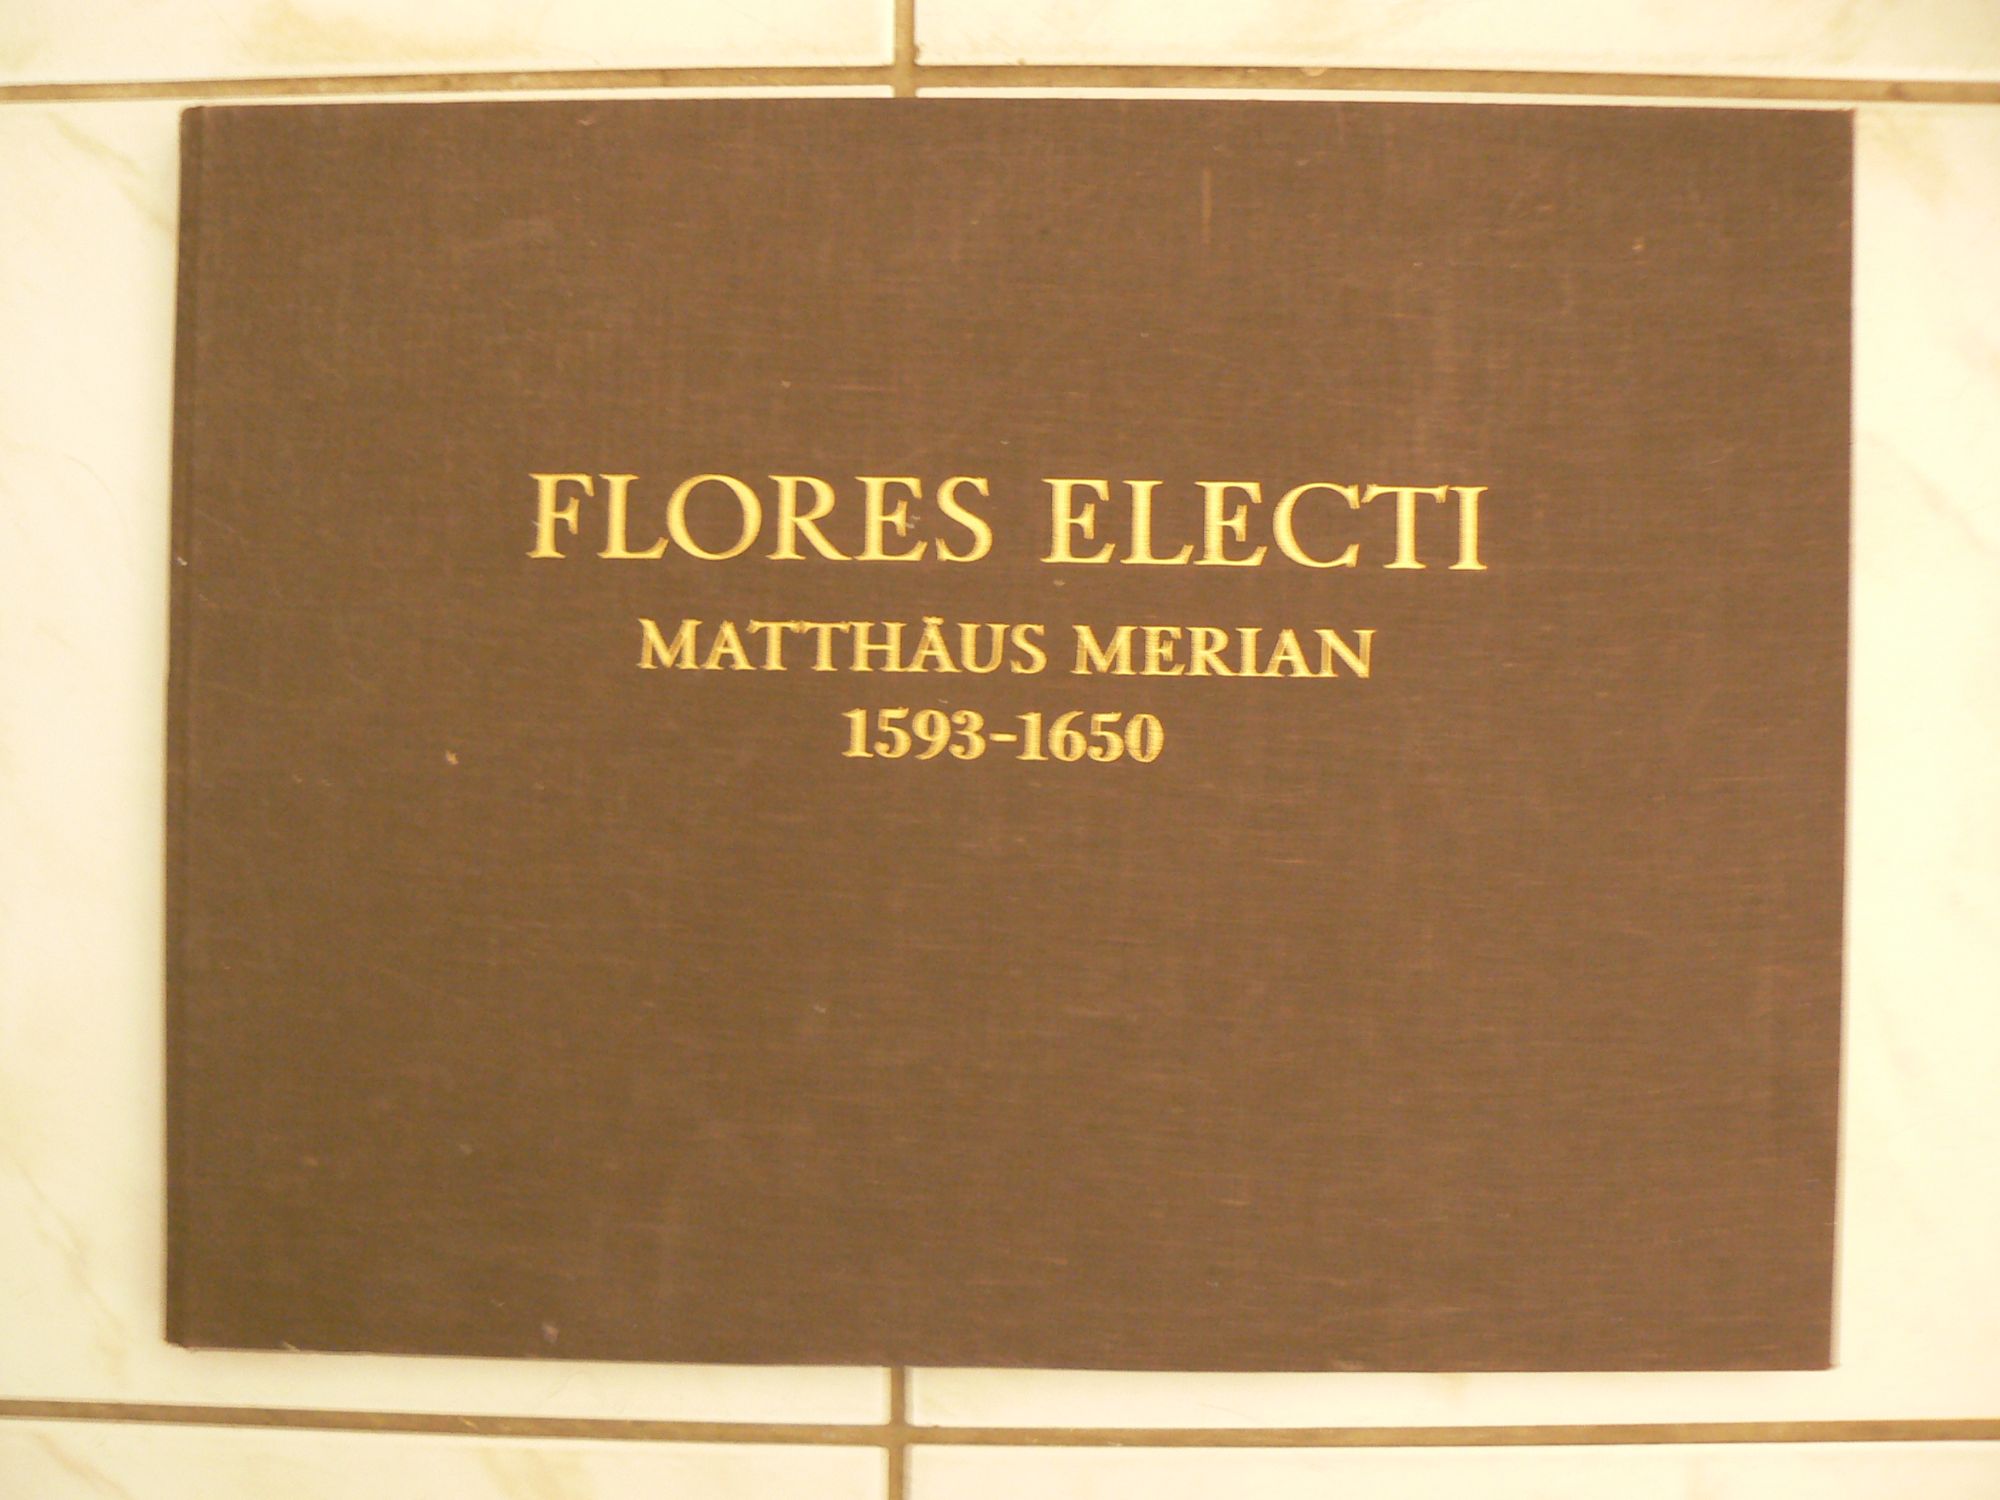 FLORES ELECTI
MATTHÄUS MERIAN
1593-1650